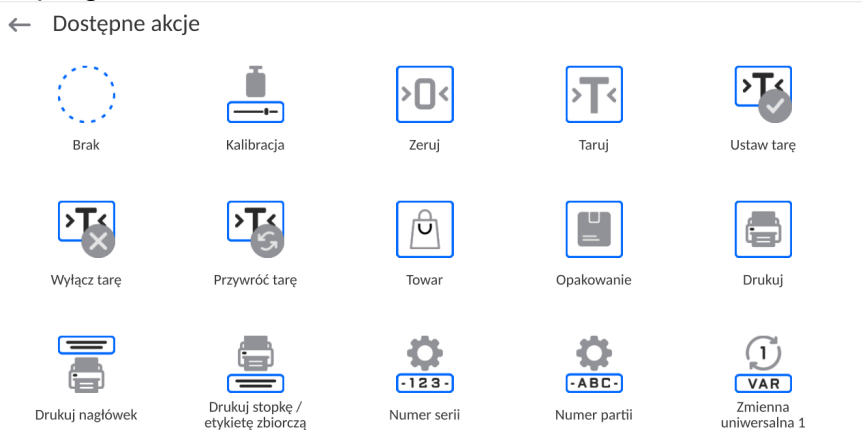 Dostępne akcje
Brak
Kalibracja
>0<
Zeruj
>T<
Taruj
>T<
Ustaw tarę
>T<
Wyłącz tarę
>T<
Przywróć tarę
Towar
Opakowanie
Drukuj
Drukuj nagłówek
Drukuj stopkę /
etykietę zbiorczą
-123-
Numer serii
-ABC-
Numer partii
1
VAR
Zmienna
uniwersalna 1